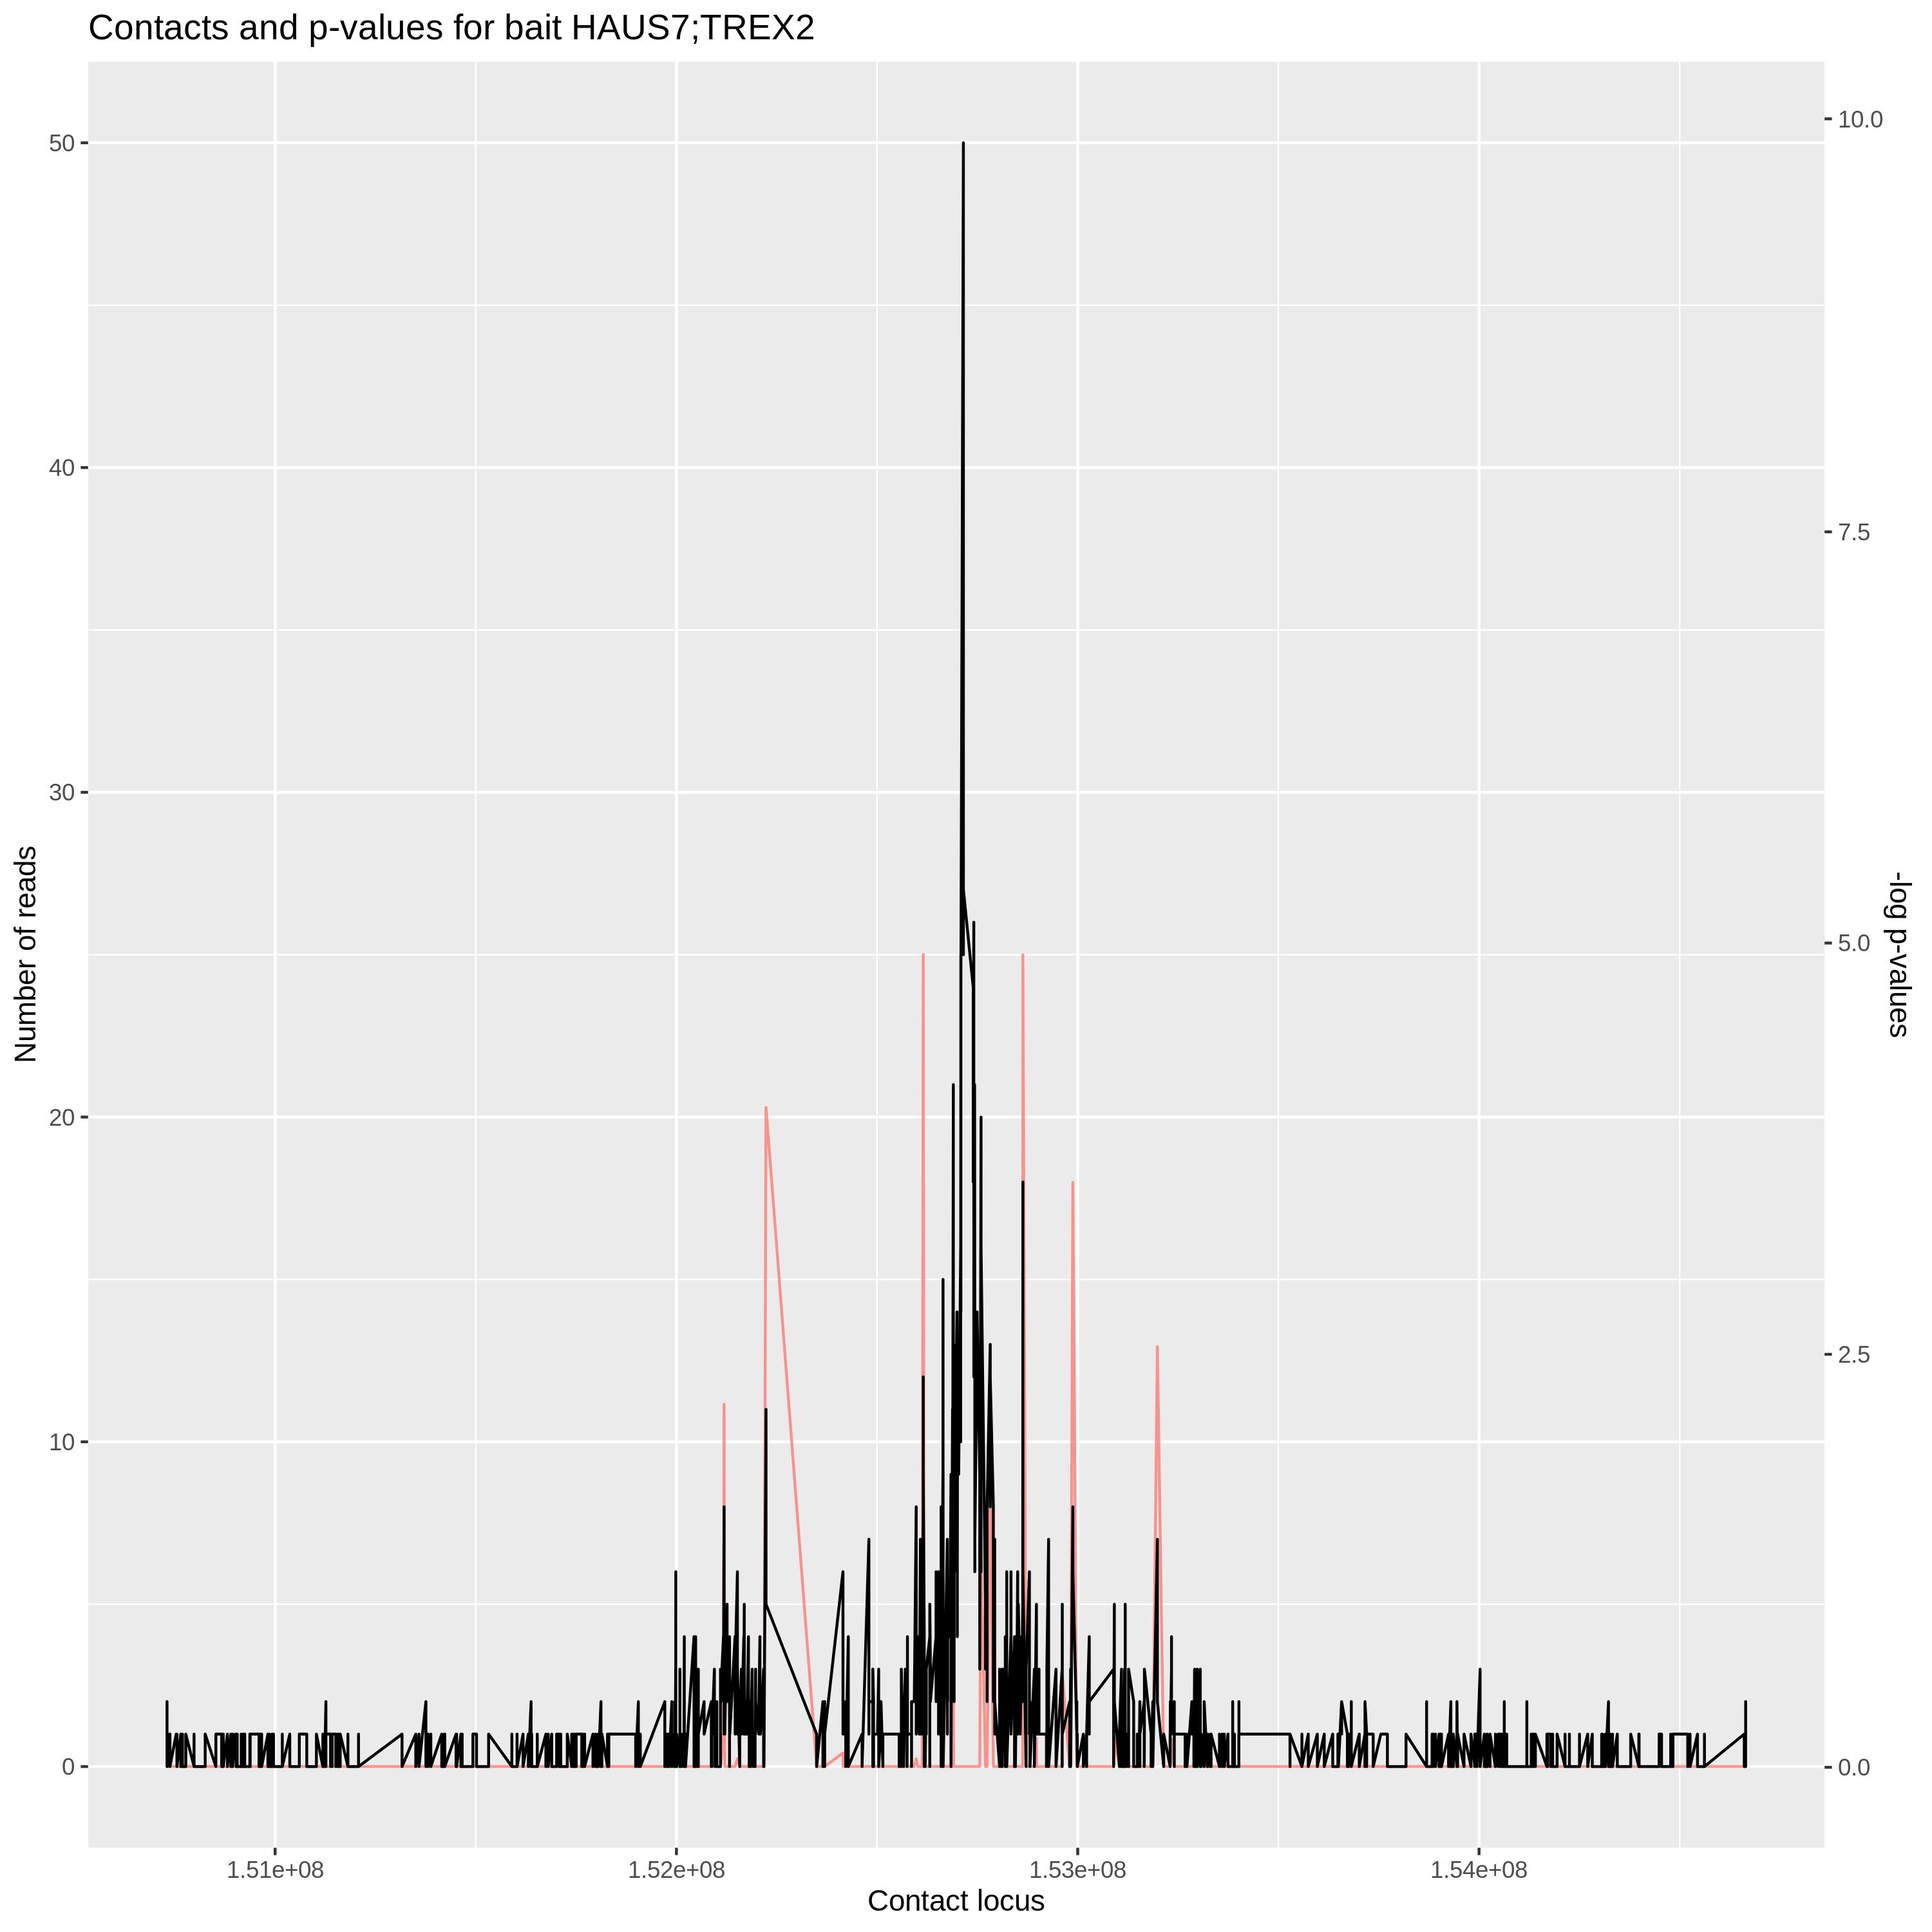 Contacts and p-values for bait HAUS7;TREX2
Number of reads
50
40
30
20
10
0
10.0
7.5
5.0
2.5
0.0
-log p-values
1.51e+08
1.52e+08
1.53e+08
1.54e+08
Contact locus